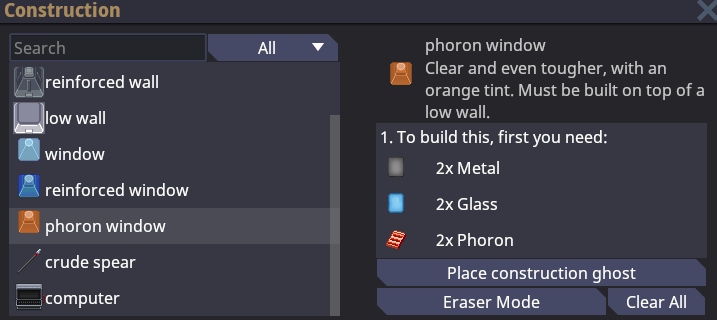 Construction
Search
All
reinforced wall
low wall
window
reinforced window
phoron window
crude spear
computer
phoron window
Clear and even tougher, with an
orange tint. Must be built on top of a
low wall.
1. To build this, first you need:
2x Metal
2x Glass
2x Phoron
Place construction ghost
Eraser Mode
Clear All